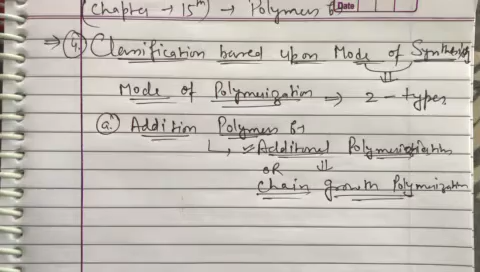 (Chapter → 15th) → Polymers :- Date
⇒ 4. Classification based upon Mode of Synthesis
Mode of Polymerization ⇒ 2-types
(a.) Addition Polymers :-
Additional Polymerization
OR
Chain growth Polymerization